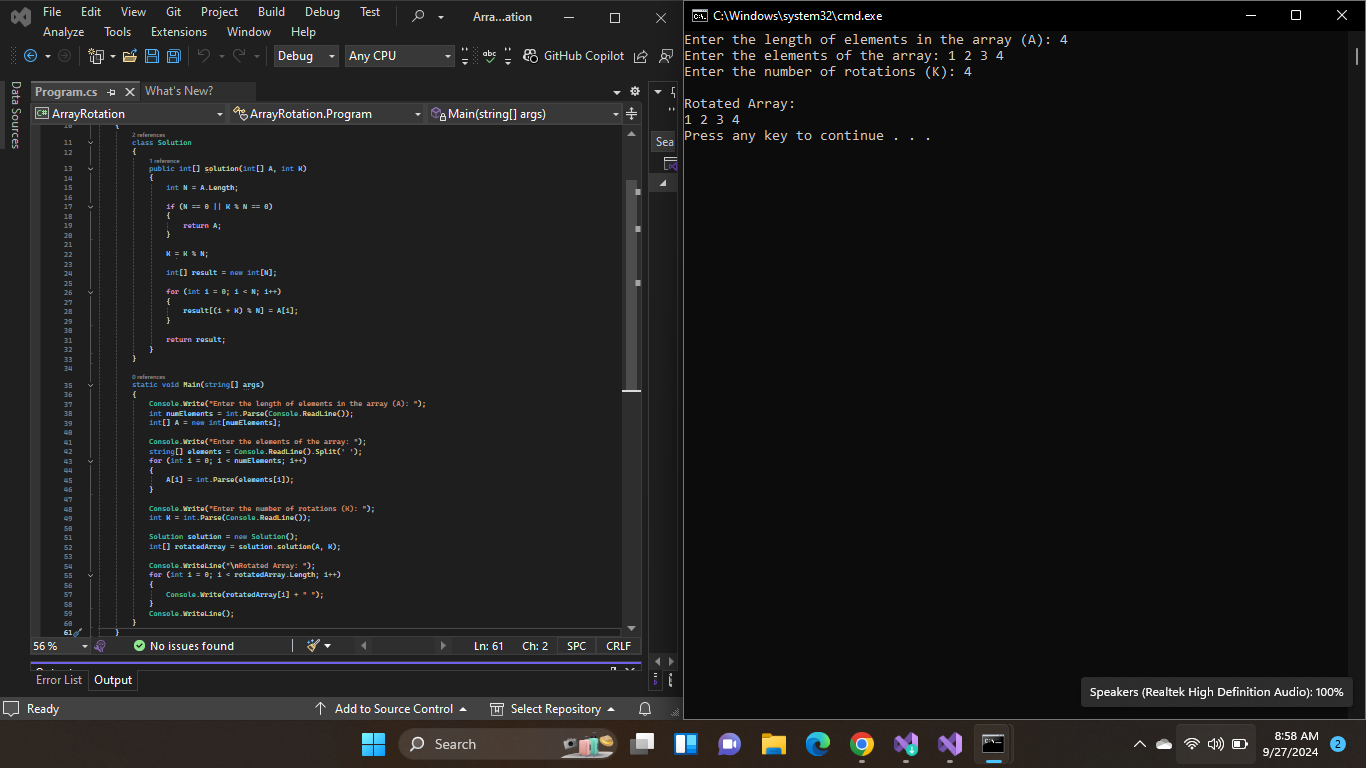 File Edit View Git Project Build Debug Test
Arra...ation
Analyze Tools Extensions Window Help
Debug Any CPU abc GitHub Copilot
Data Sources
Program.cs What's New?
C# ArrayRotation ArrayRotation.Program Main(string[] args)
Sea
10 {
2 references
11 class Solution
12 {
1 reference
13 public int[] solution(int[] A, int K)
14 {
15 int N = A.Length;
16
17 if (N == 0 || K % N == 0)
18 {
19 return A;
20 }
21
22 K = K % N;
23
24 int[] result = new int[N];
25
26 for (int i = 0; i < N; i++)
27 {
28 result[(i + K) % N] = A[i];
29 }
30
31 return result;
32 }
33 }
34
0 references
35 static void Main(string[] args)
36 {
37 Console.Write("Enter the length of elements in the array (A): ");
38 int numElements = int.Parse(Console.ReadLine());
39 int[] A = new int[numElements];
40
41 Console.Write("Enter the elements of the array: ");
42 string[] elements = Console.ReadLine().Split(' ');
43 for (int i = 0; i < numElements; i++)
44 {
45 A[i] = int.Parse(elements[i]);
46 }
47
48 Console.Write("Enter the number of rotations (K): ");
49 int K = int.Parse(Console.ReadLine());
50
51 Solution solution = new Solution();
52 int[] rotatedArray = solution.solution(A, K);
53
54 Console.WriteLine("\nRotated Array: ");
55 for (int i = 0; i < rotatedArray.Length; i++)
56 {
57 Console.Write(rotatedArray[i] + " ");
58 }
59 Console.WriteLine();
60 }
61 }
56 % No issues found Ln: 61 Ch: 2 SPC CRLF
Error List Output
Ready Add to Source Control Select Repository
C:\Windows\system32\cmd.exe
Enter the length of elements in the array (A): 4
Enter the elements of the array: 1 2 3 4
Enter the number of rotations (K): 4

Rotated Array:
1 2 3 4
Press any key to continue . . .
Speakers (Realtek High Definition Audio): 100%
Search
8:58 AM
9/27/2024
2